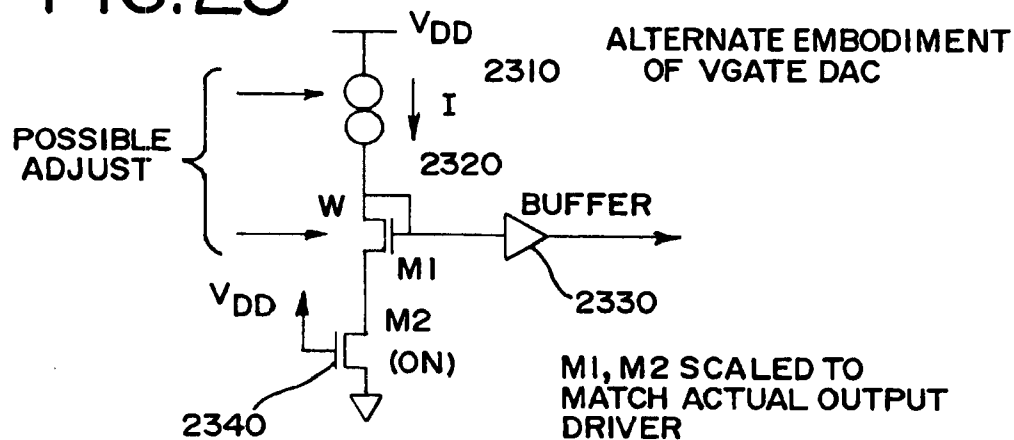 VDD
ALTERNATE EMBODIMENT
OF VGATE DAC
2310
I
POSSIBLE
ADJUST
2320
W
BUFFER
M1
2330
VDD
M2
(ON)
2340
M1, M2 SCALED TO
MATCH ACTUAL OUTPUT
DRIVER